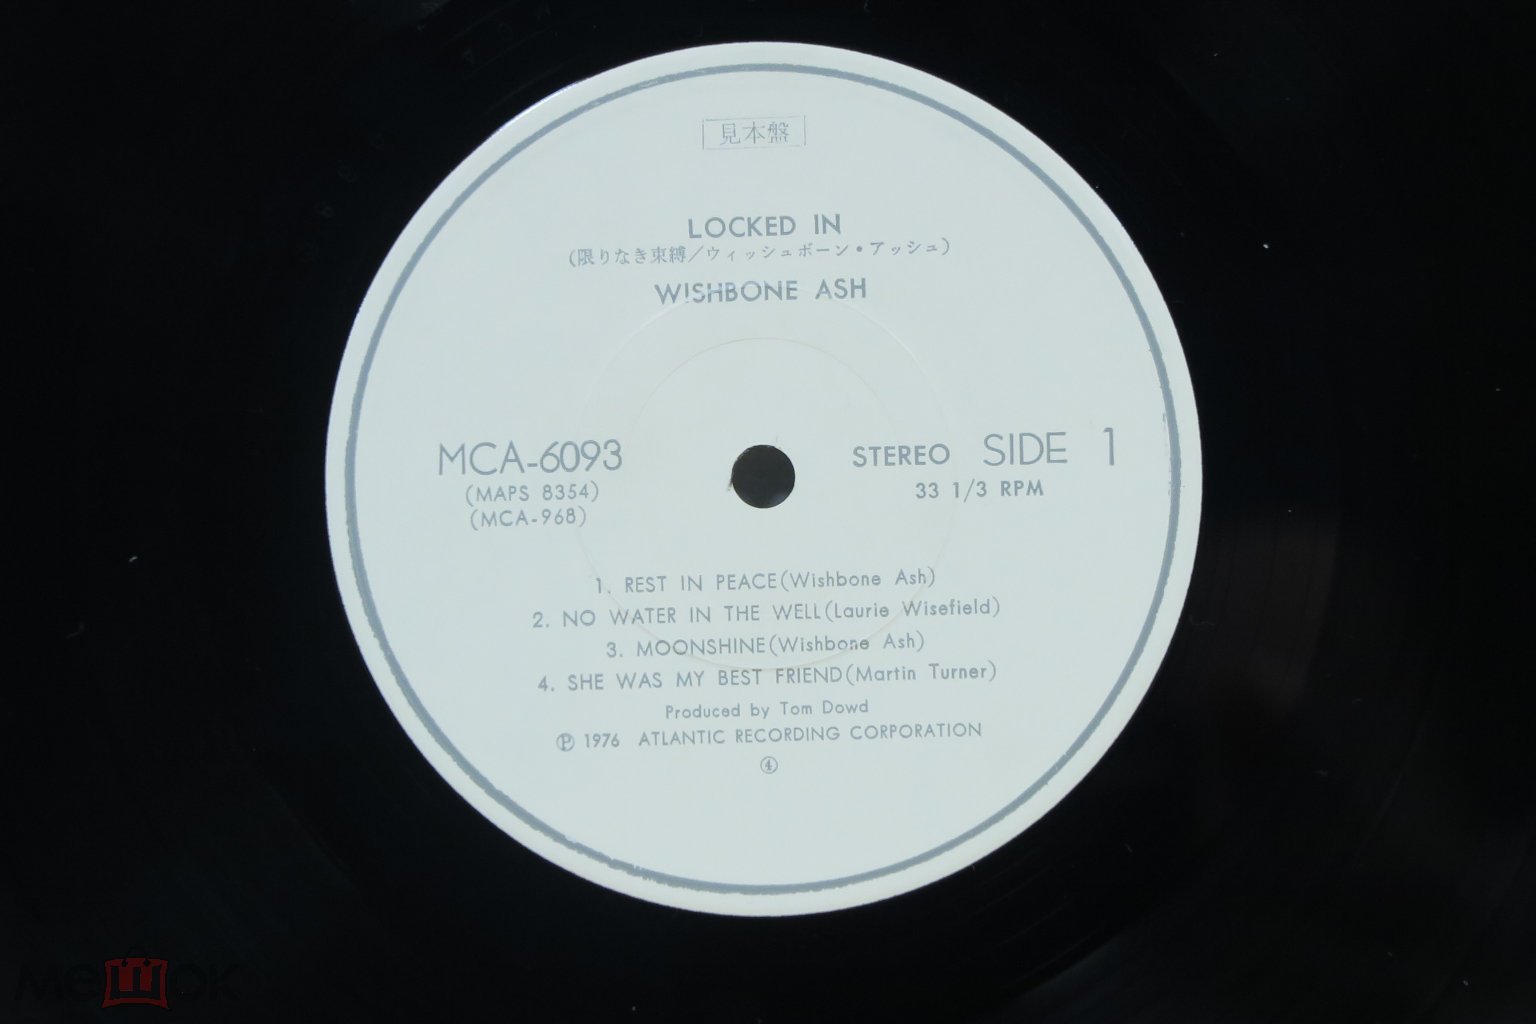 見本盤
LOCKED IN
(限りなき束縛/ウィッシュボーン・アッシュ)
WISHBONE ASH
MCA-6093
(MAPS 8354)
(MCA-968)
STEREO SIDE 1
33 1/3 RPM
1. REST IN PEACE(Wishbone Ash)
2. NO WATER IN THE WELL(Laurie Wisefield)
3. MOONSHINE(Wishbone Ash)
4. SHE WAS MY BEST FRIEND(Martin Turner)
Produced by Tom Dowd
Ⓟ 1976 ATLANTIC RECORDING CORPORATION
④
мешок